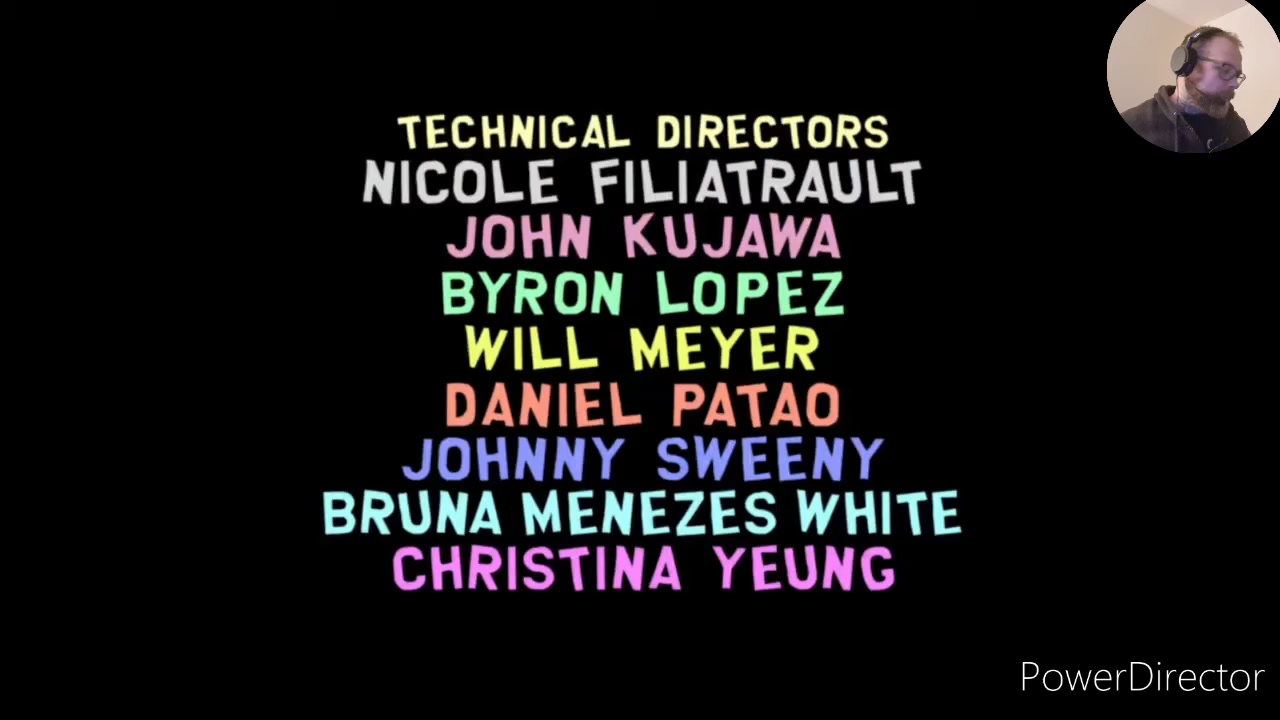 TECHNICAL DIRECTORS
NICOLE FILIATRAULT
JOHN KUJAWA
BYRON LOPEZ
WILL MEYER
DANIEL PATAO
JOHNNY SWEENY
BRUNA MENEZES WHITE
CHRISTINA YEUNG
PowerDirector